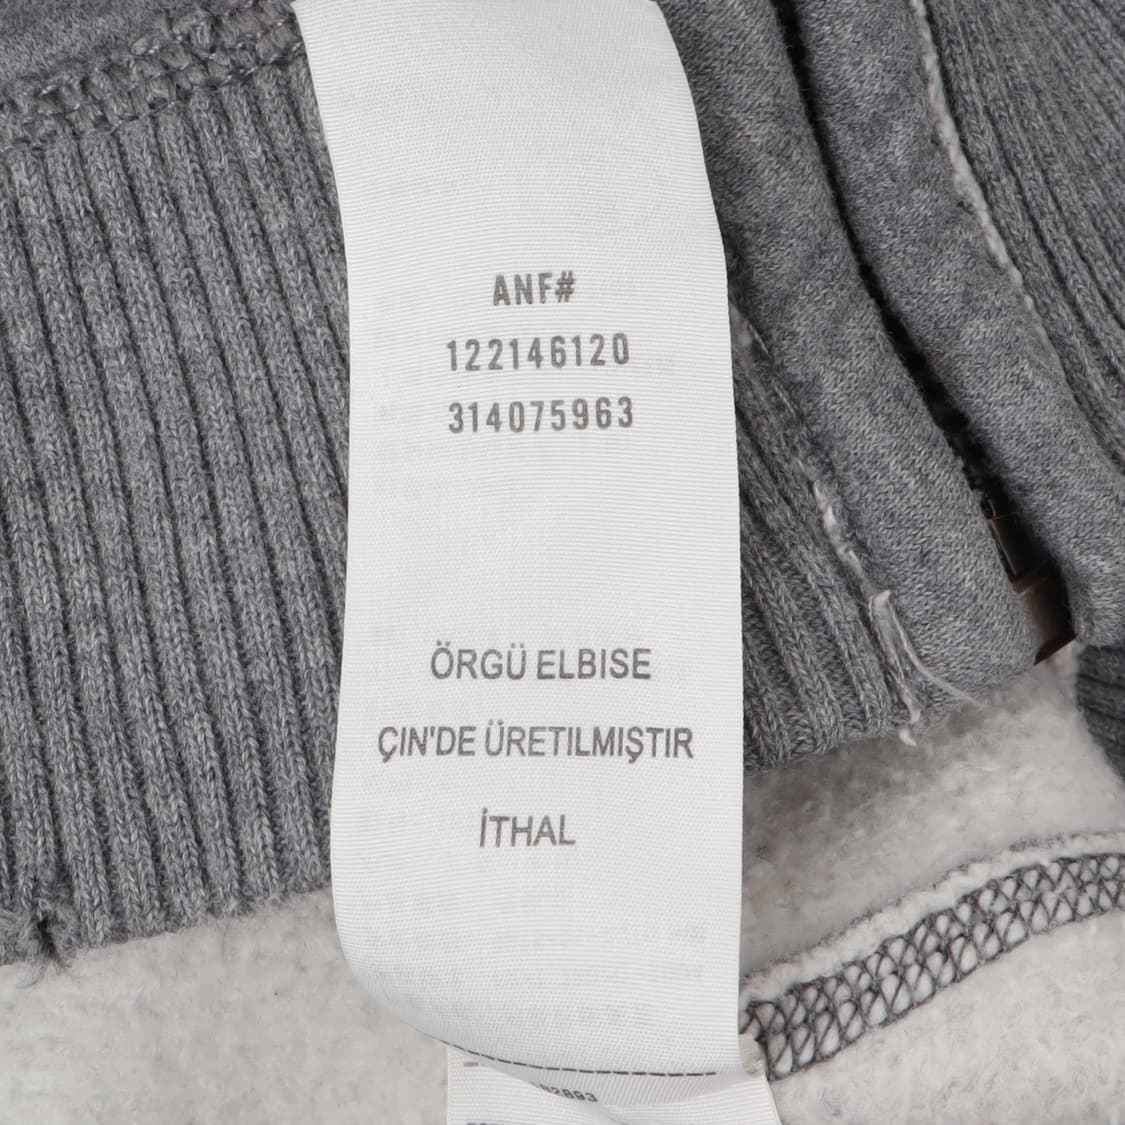 ANF#
122146120
314075963
ÖRGÜ ELBISE
ÇIN'DE ÜRETILMIŞTIR
İTHAL